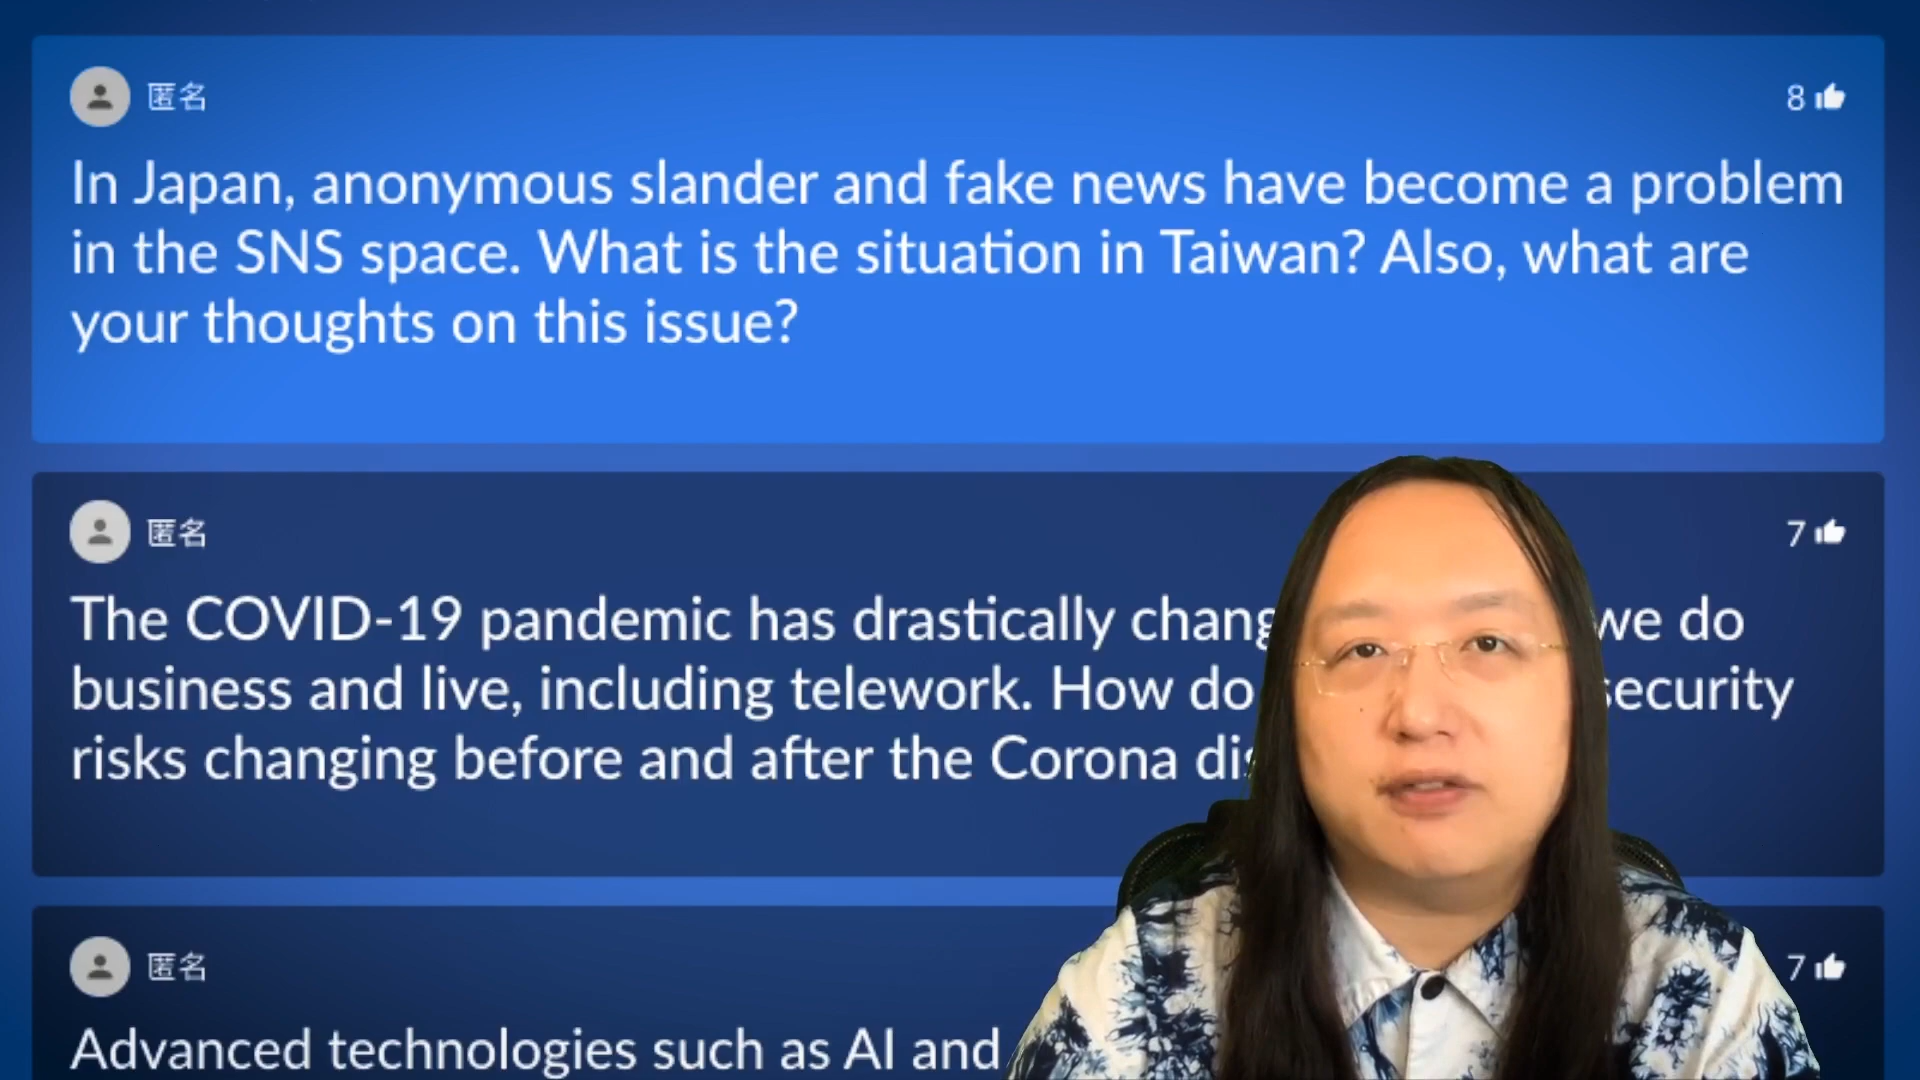 匿名
8
In Japan, anonymous slander and fake news have become a problem
in the SNS space. What is the situation in Taiwan? Also, what are
your thoughts on this issue?
匿名
7
The COVID-19 pandemic has drastically we do
business and live, including telework. How do security
risks changing before and after the Corona
匿名
7
Advanced technologies such as AI and